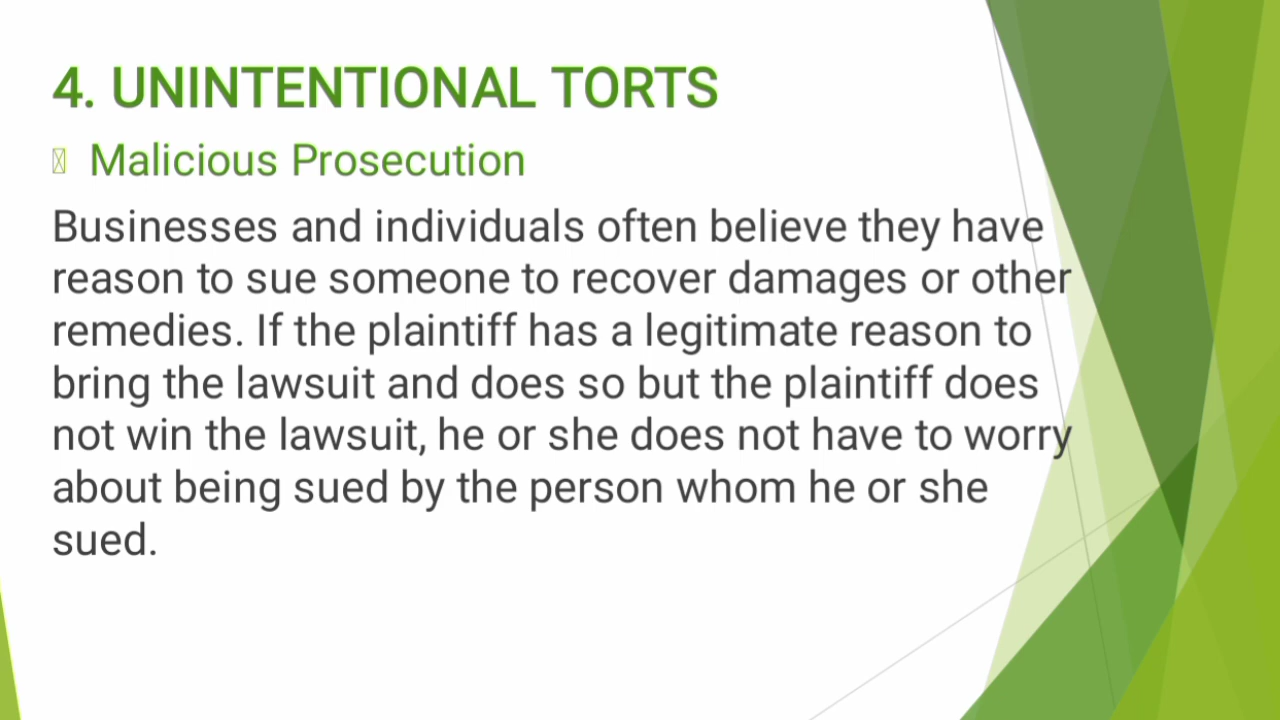 4. UNINTENTIONAL TORTS
Malicious Prosecution
Businesses and individuals often believe they have
reason to sue someone to recover damages or other
remedies. If the plaintiff has a legitimate reason to
bring the lawsuit and does so but the plaintiff does
not win the lawsuit, he or she does not have to worry
about being sued by the person whom he or she
sued.